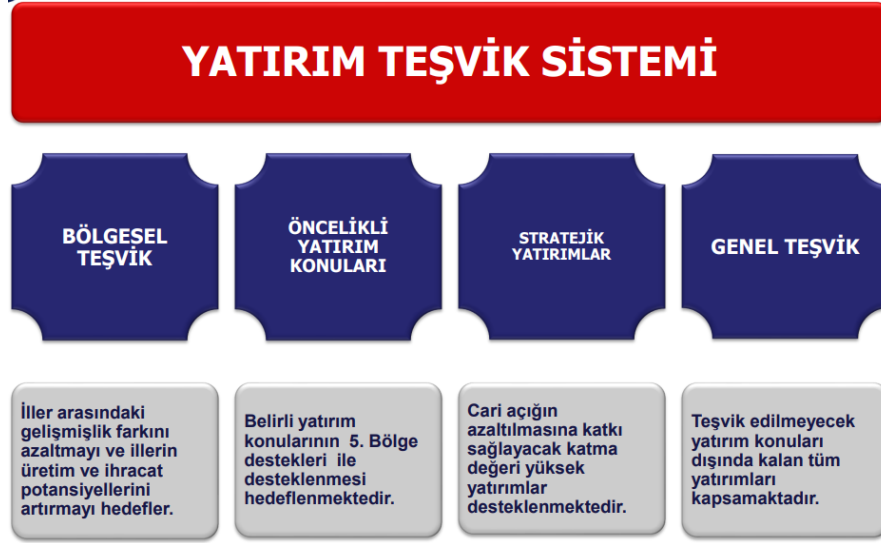 YATIRIM TEŞVİK SİSTEMİ
BÖLGESEL
TEŞVİK
ÖNCELİKLİ
YATIRIM
KONULARI
STRATEJİK
YATIRIMLAR
GENEL TEŞVİK
İller arasındaki
gelişmişlik farkını
azaltmayı ve illerin
üretim ve ihracat
potansiyellerini
artırmayı hedefler.
Belirli yatırım
konularının 5. Bölge
destekleri ile
desteklenmesi
hedeflenmektedir.
Cari açığın
azaltılmasına katkı
sağlayacak katma
değeri yüksek
yatırımlar
desteklenmektedir.
Teşvik edilmeyecek
yatırım konuları
dışında kalan tüm
yatırımları
kapsamaktadır.